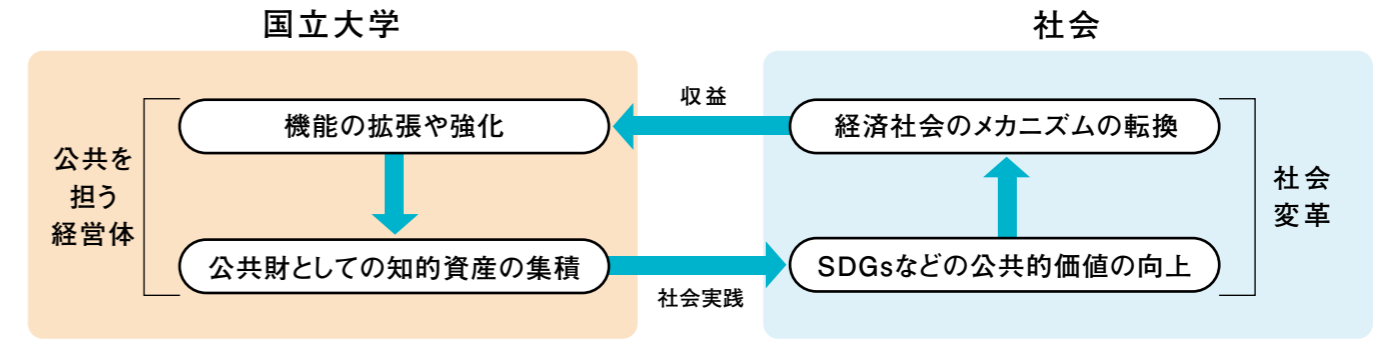 国立大学
社会
公共を
担う
経営体
機能の拡張や強化
公共財としての知的資産の集積
収益
社会実践
経済社会のメカニズムの転換
SDGsなどの公共的価値の向上
社会
変革